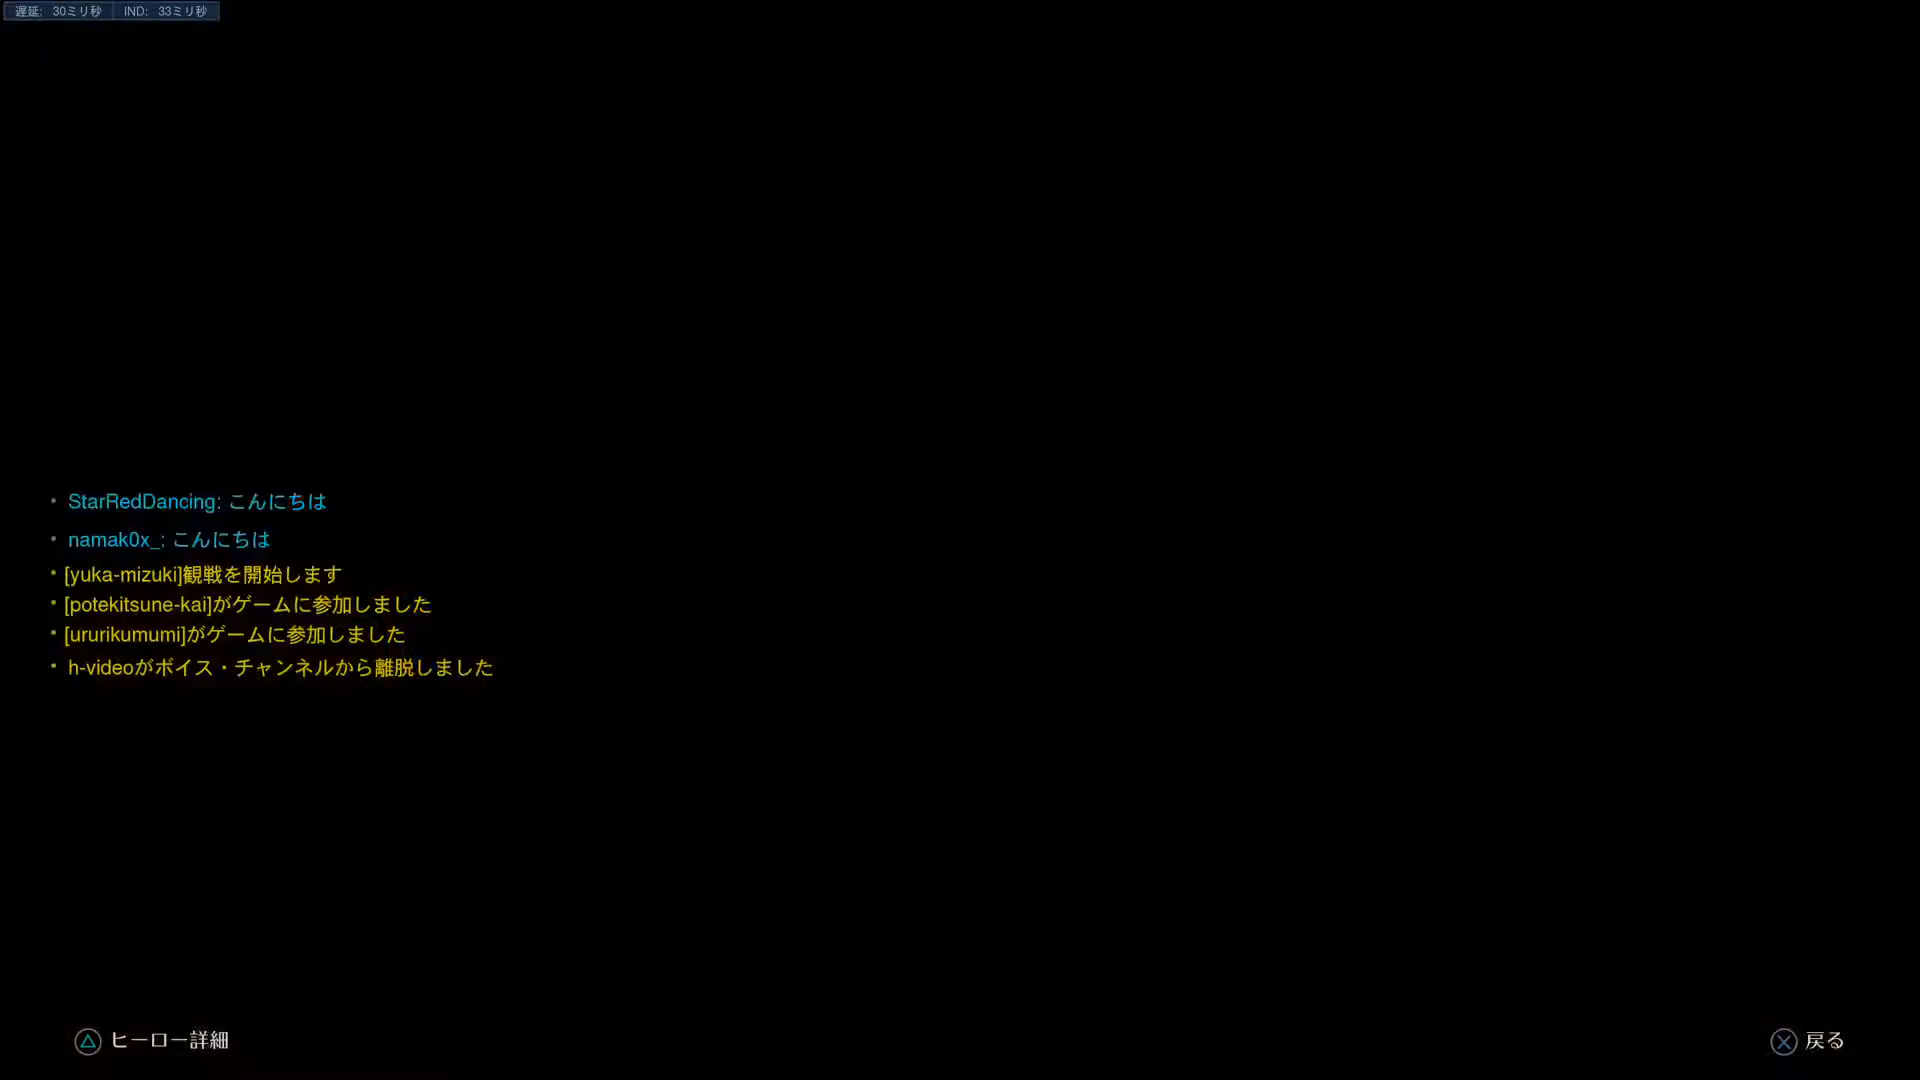 遅延: 30ミリ秒 IND: 33ミリ秒
・ StarRedDancing: こんにちは
・ namak0x_: こんにちは
・[yuka-mizuki]観戦を開始します
・[potekitsune-kai]がゲームに参加しました
・[ururikumumi]がゲームに参加しました
・ h-videoがボイス・チャンネルから離脱しました
ヒーロー詳細
戻る